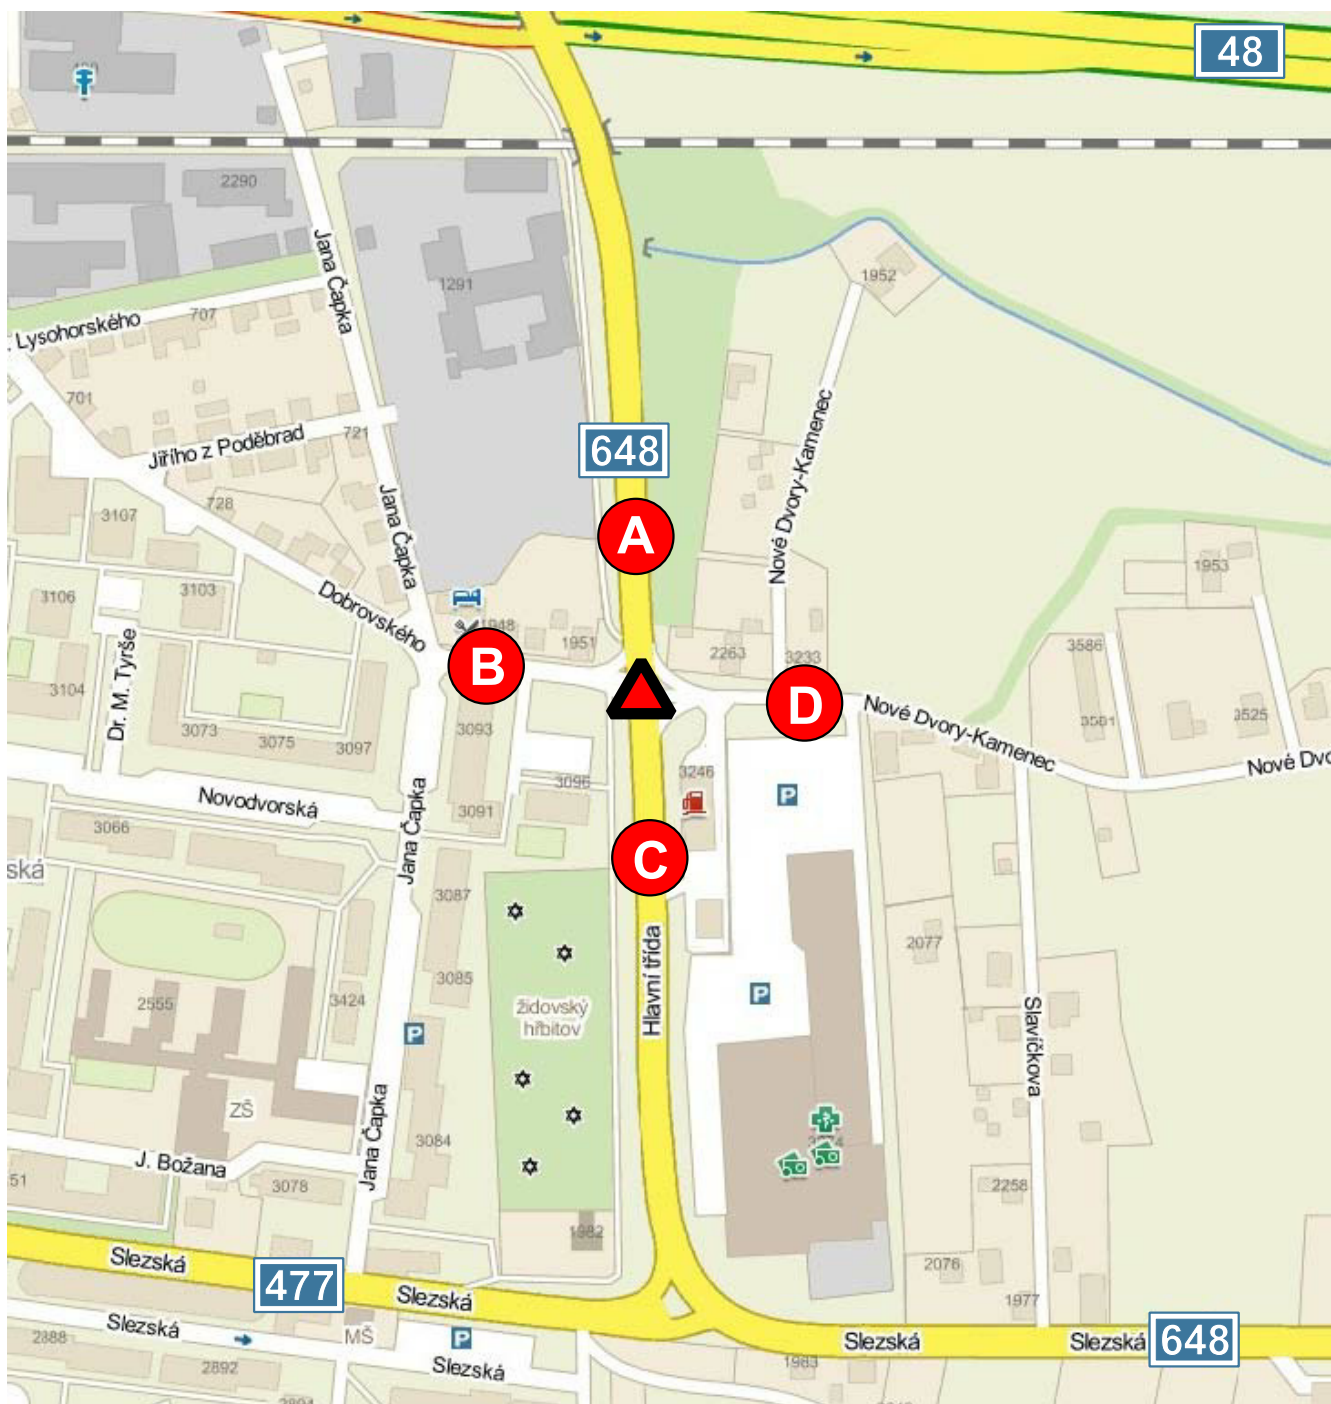 48
2290
1291
Jana Čapka
1952
. Lysohorského
707
701
648
Jiřího z Poděbrad
721
Nové Dvory-Kamenec
728
Jana Čapka
3107
A
1953
3106
3103
Dobrovského
1948
1951
2263
3233
3586
Dr. M. Tyrše
B
3104
D
Nové Dvory-Kamenec
3073
3075
3097
3093
3561
3525
3246
Nové Dvo
3096
P
Novodvorská
3091
3066
Jana Čapka
C
ská
3087
2077
Hlavní třída
3085
2555
3424
P
židovský
hřbitov
P
Slavíčkova
ZŠ
Jana Čapka
3084
J. Božana
51
3078
2258
1982
Slezská
477
2076
Slezská
1977
Slezská
MŠ
P
Slezská
Slezská
648
2888
2892
Slezská
1983